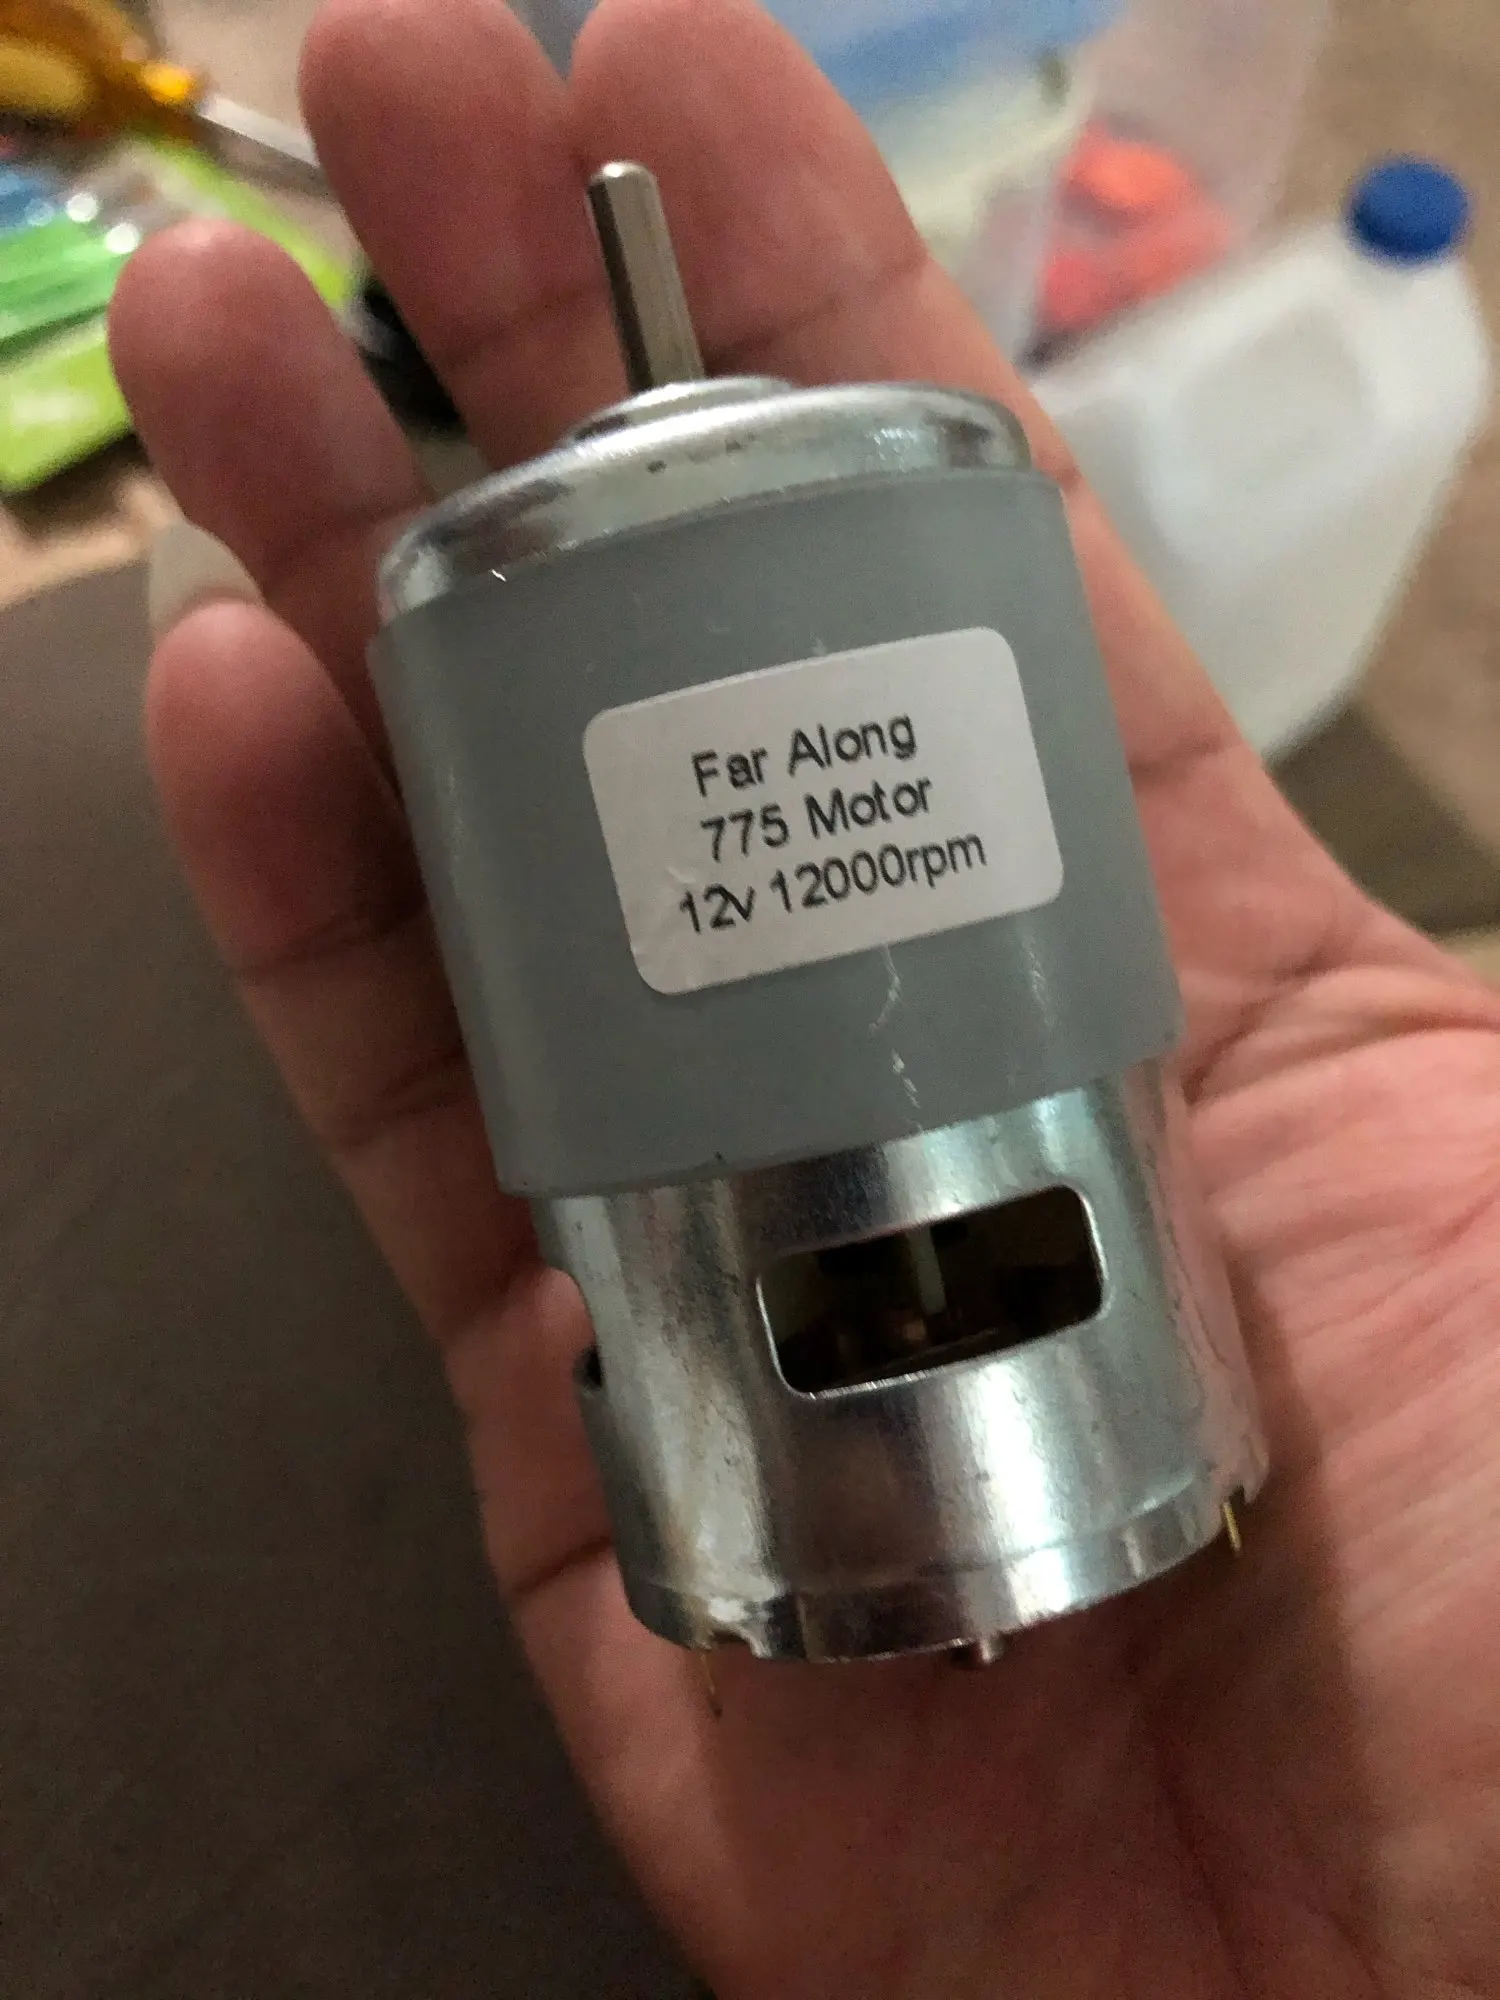 Far Along
775 Motor
12v 12000rpm